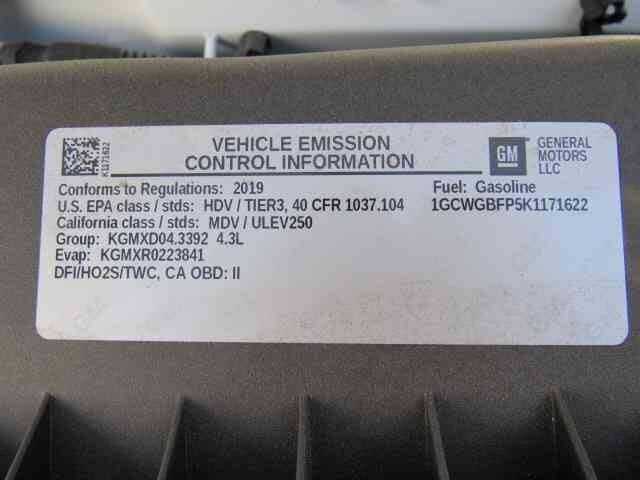 VEHICLE EMISSION
CONTROL INFORMATION
GM
GENERAL
MOTORS
LLC
K1171622
Conforms to Regulations: 2019
Fuel: Gasoline
U.S. EPA class / stds: HDV / TIER3, 40 CFR 1037.104
1GCWGBFP5K1171622
California class / stds: MDV / ULEV250
Group: KGMXD04.3392 4.3L
Evap: KGMXR0223841
DFI/HO2S/TWC, CA OBD: II